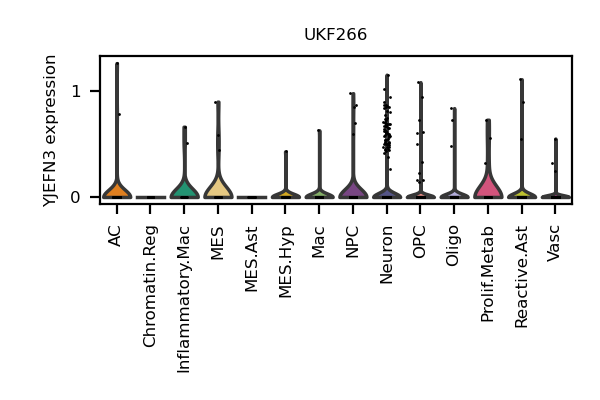 UKF266
YJEFN3 expression
1
0
AC
Chromatin.Reg
Inflammatory.Mac
MES
MES.Ast
MES.Hyp
Mac
NPC
Neuron
OPC
Oligo
Prolif.Metab
Reactive.Ast
Vasc